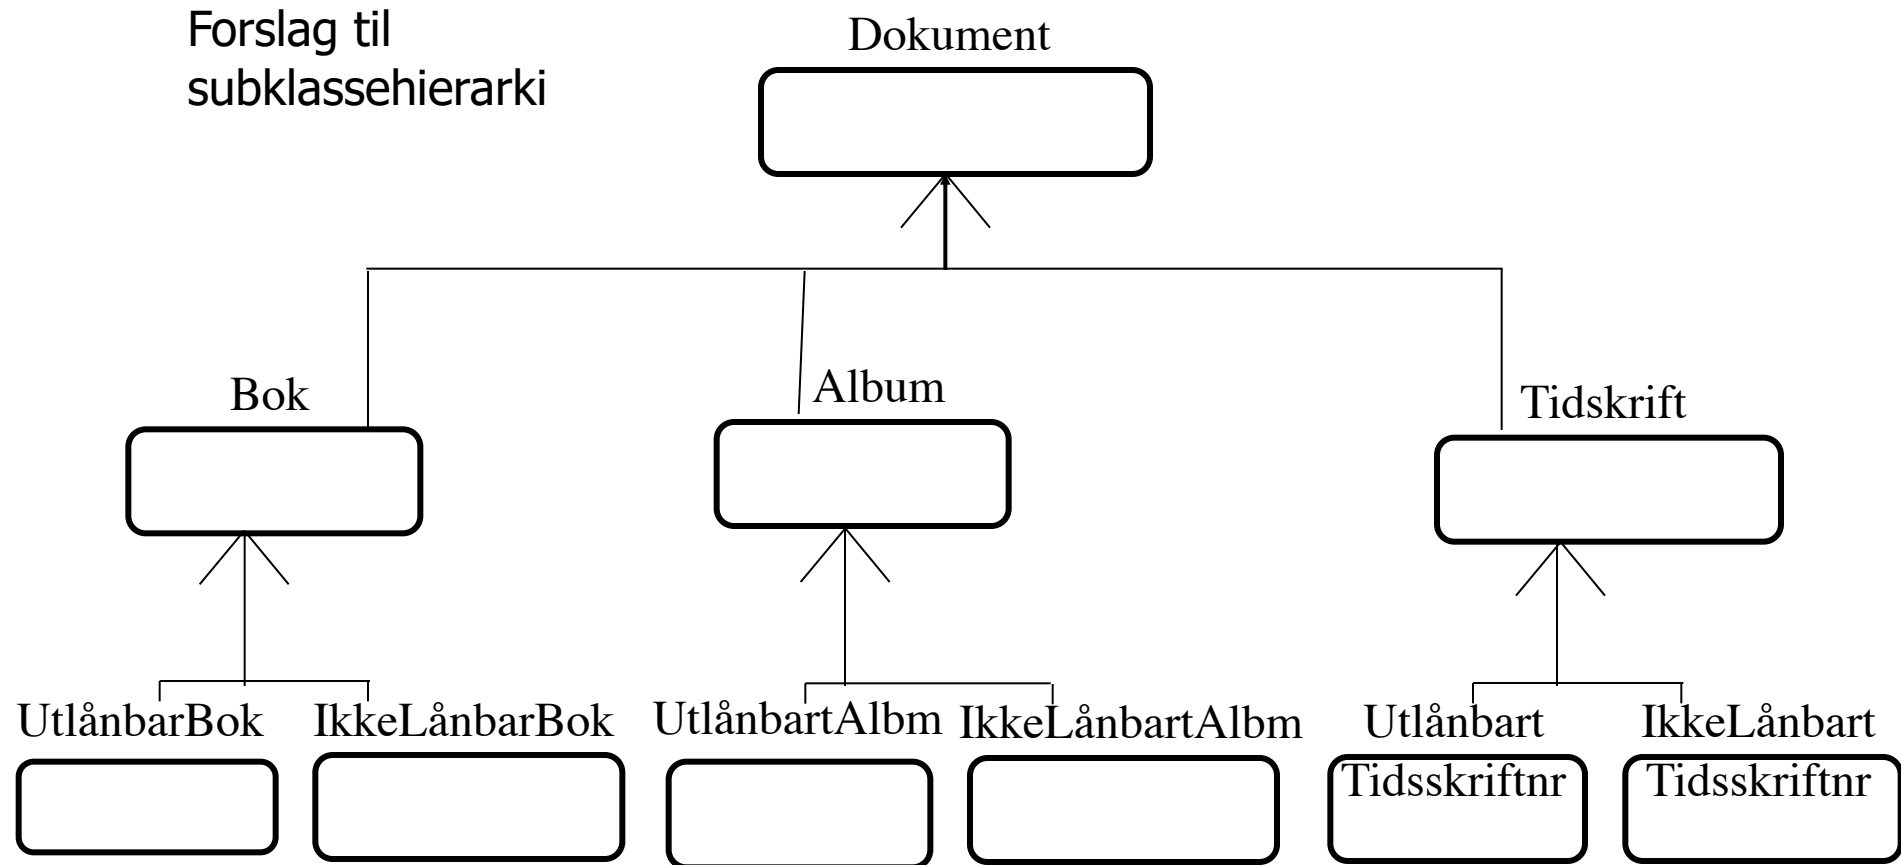 Forslag til
subklassehierarki
Dokument
Bok
Album
Tidskrift
UtlånbarBok
IkkeLånbarBok
UtlånbartAlbm
IkkeLånbartAlbm
Utlånbart
Tidsskriftnr
IkkeLånbart
Tidsskriftnr